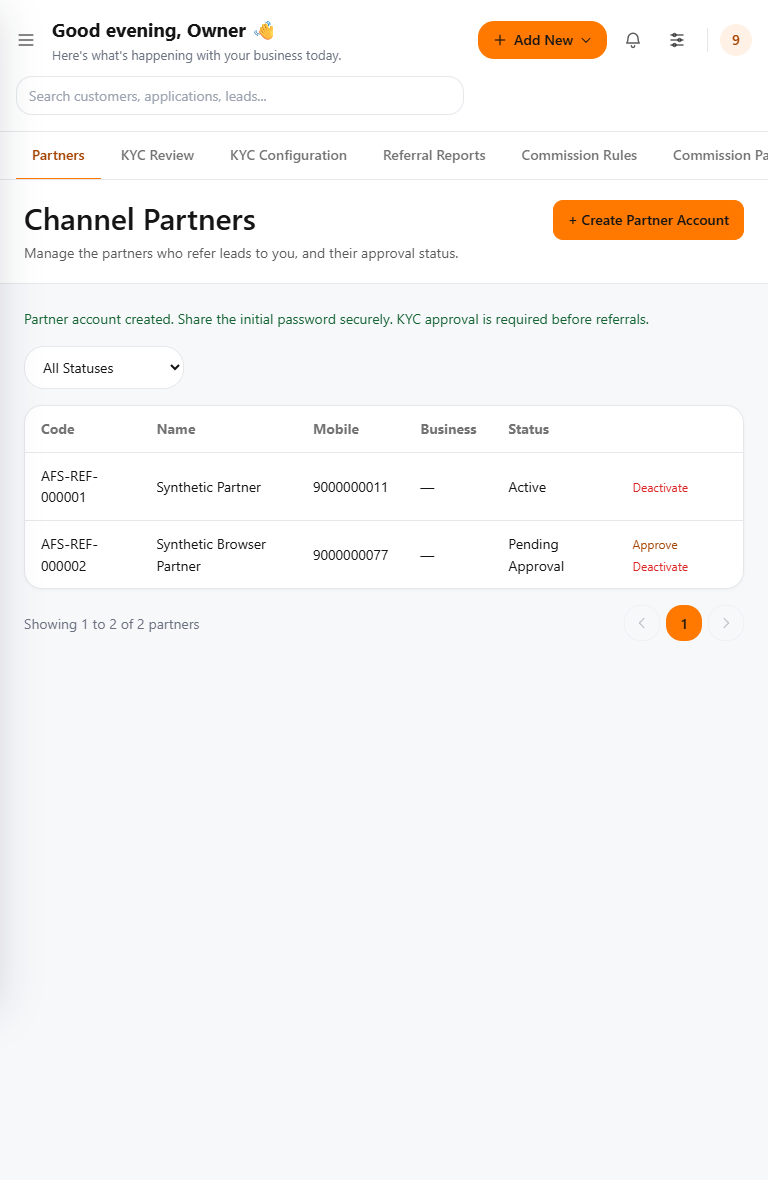 Good evening, Owner 👋
Here's what's happening with your business today.
+ Add New
9
Search customers, applications, leads...
Partners KYC Review KYC Configuration Referral Reports Commission Rules Commission Pa
Channel Partners
+ Create Partner Account
Manage the partners who refer leads to you, and their approval status.
Partner account created. Share the initial password securely. KYC approval is required before referrals.
All Statuses
Code Name Mobile Business Status
AFS-REF-
000001
Synthetic Partner 9000000011 — Active Deactivate
AFS-REF-
000002
Synthetic Browser
Partner
9000000077 —
Pending
Approval
Approve
Deactivate
Showing 1 to 2 of 2 partners
1